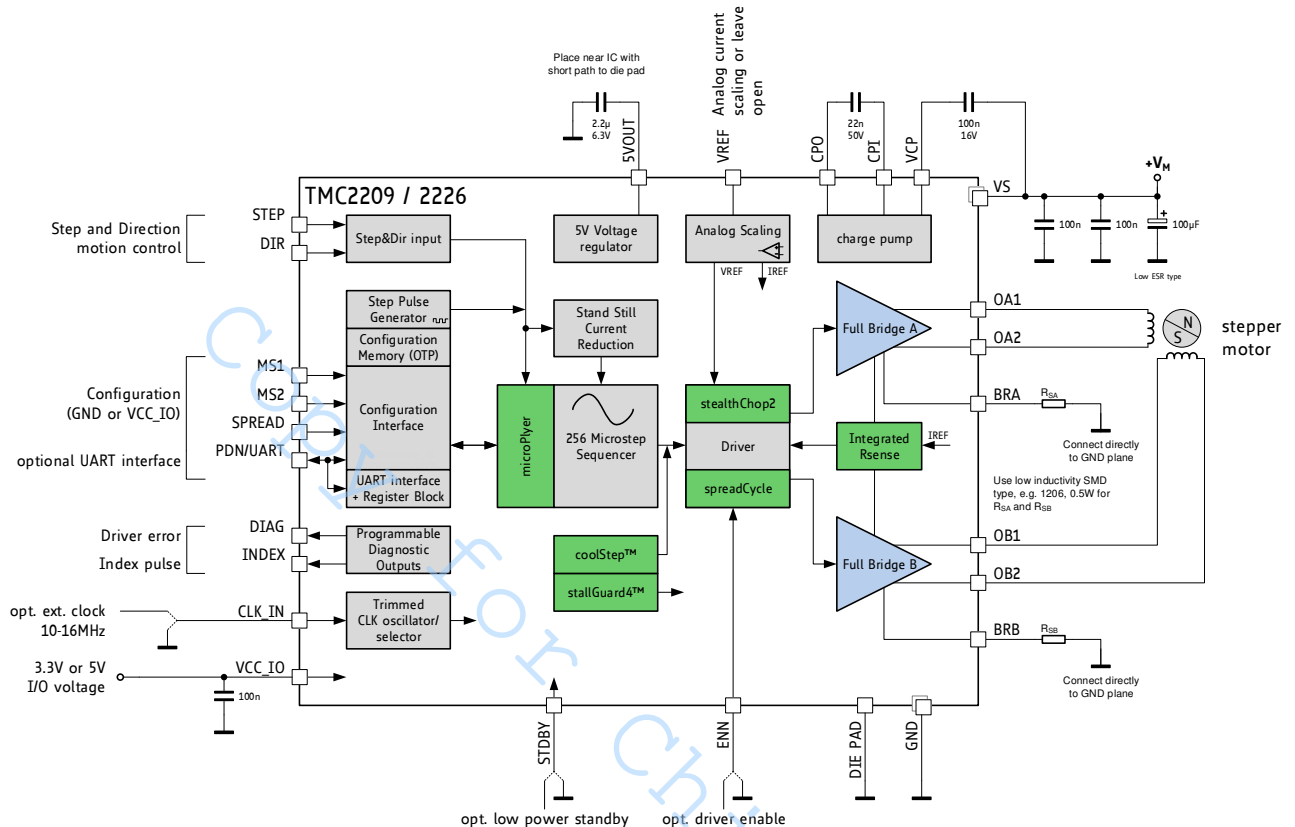 Place near IC with
short path to die pad
2.2µ
6.3V
5VOUT
VREF
Analog current
scaling or leave
open
22n
50V
CPO
CPI
VCP
100n
16V
+VM
VS
100n
100n
+
100µF
Low ESR type
TMC2209 / 2226
Step and Direction
motion control
STEP
DIR
Step&Dir input
5V Voltage
regulator
Analog Scaling
VREF
IREF
charge pump
Step Pulse
Generator
Configuration
Memory (OTP)
Stand Still
Current
Reduction
Full Bridge A
OA1
OA2
N
S
stepper
motor
Configuration
(GND or VCC_IO)
optional UART interface
MS1
MS2
SPREAD
PDN/UART
Configuration
Interface
UART interface
+ Register Block
microPlyer
256 Microstep
Sequencer
stealthChop2
Driver
spreadCycle
Integrated
Rsense
IREF
BRA
RSA
Connect directly
to GND plane
Use low inductivity SMD
type, e.g. 1206, 0.5W for
RSA and RSB
Driver error
Index pulse
DIAG
INDEX
Programmable
Diagnostic
Outputs
coolStep™
stallGuard4™
Full Bridge B
OB1
OB2
opt. ext. clock
10-16MHz
CLK_IN
Trimmed
CLK oscillator/
selector
BRB
RSB
Connect directly
to GND plane
3.3V or 5V
I/O voltage
VCC_IO
100n
STDBY
ENN
DIE PAD
GND
opt. low power standby
opt. driver enable
Copy for Chi